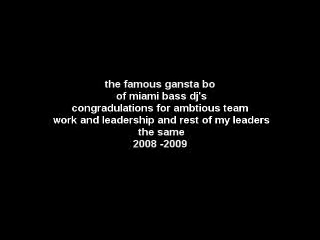 the famous gansta bo
of miami bass dj's
congradulations for ambtious team
work and leadership and rest of my leaders
the same
2008 -2009